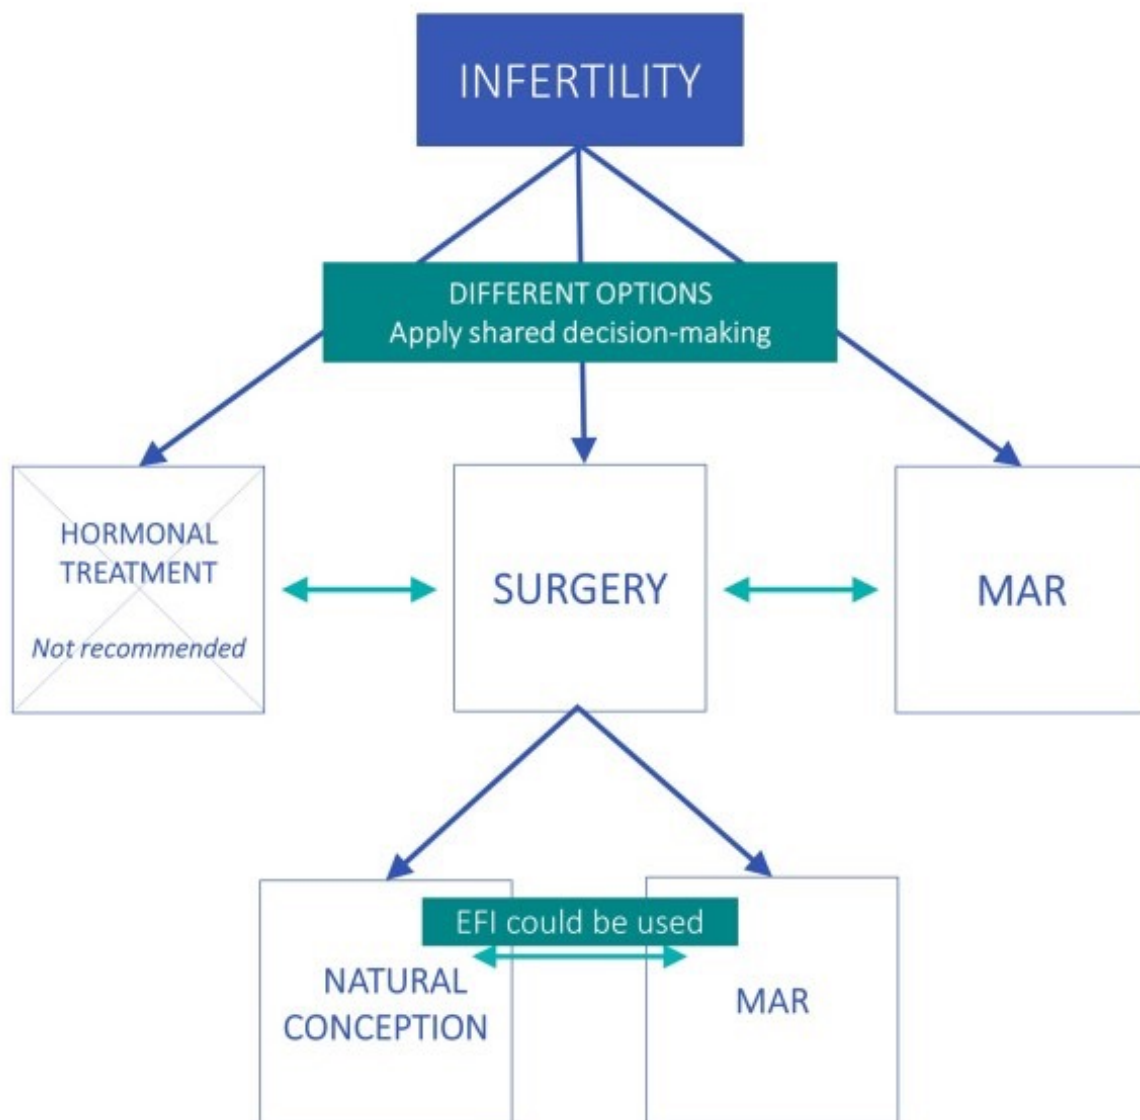 INFERTILITY
DIFFERENT OPTIONS
Apply shared decision-making
HORMONAL
TREATMENT
Not recommended
SURGERY
MAR
EFI could be used
NATURAL
CONCEPTION
MAR